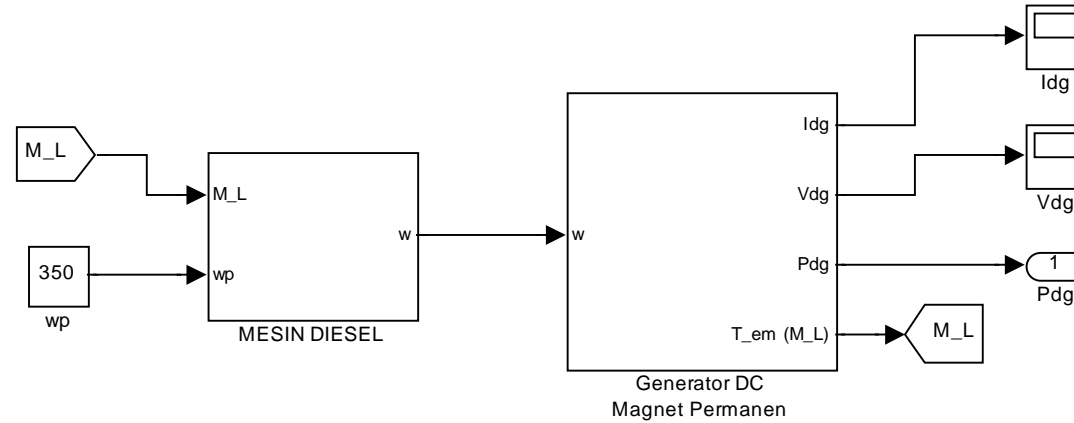 M_L
350
wp
M_L
wp
w
MESIN DIESEL
w
Idg
Vdg
Pdg
T_em (M_L)
Generator DC
Magnet Permanen
Idg
Vdg
1
Pdg
M_L